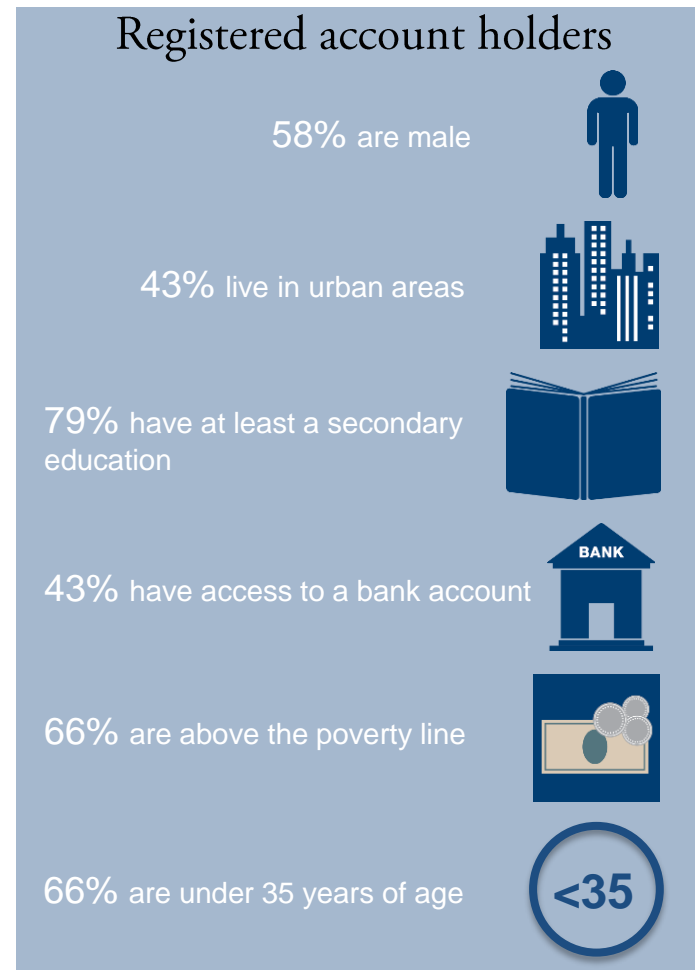 Registered account holders
58% are male
43% live in urban areas
79% have at least a secondary
education
BANK
43% have access to a bank account
66% are above the poverty line
66% are under 35 years of age
<35